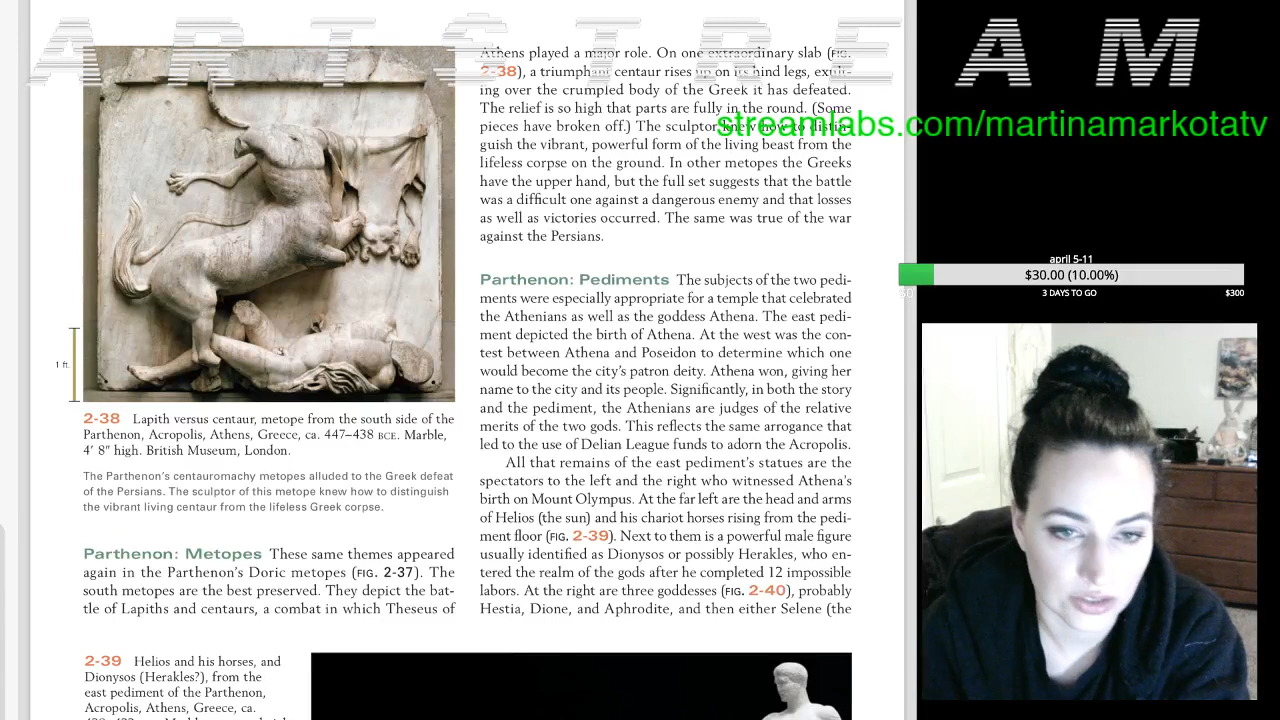 ARTSTREAM
streamlabs.com/martinamarkotatv
april 5-11
$30.00 (10.00%)
3 DAYS TO GO
$300
1 ft.
2-38 Lapith versus centaur, metope from the south side of the
Parthenon, Acropolis, Athens, Greece, ca. 447–438 BCE. Marble,
4' 8" high. British Museum, London.
The Parthenon's centauromachy metopes alluded to the Greek defeat
of the Persians. The sculptor of this metope knew how to distinguish
the vibrant living centaur from the lifeless Greek corpse.
Parthenon: Metopes These same themes appeared
again in the Parthenon's Doric metopes (FIG. 2-37). The
south metopes are the best preserved. They depict the bat-
tle of Lapiths and centaurs, a combat in which Theseus of
Athens played a major role. On one extraordinary slab (FIG.
2-38), a triumphant centaur rises up on its hind legs, exult-
ing over the crumpled body of the Greek it has defeated.
The relief is so high that parts are fully in the round. (Some
pieces have broken off.) The sculptor knew how to distin-
guish the vibrant, powerful form of the living beast from the
lifeless corpse on the ground. In other metopes the Greeks
have the upper hand, but the full set suggests that the battle
was a difficult one against a dangerous enemy and that losses
as well as victories occurred. The same was true of the war
against the Persians.
Parthenon: Pediments The subjects of the two pedi-
ments were especially appropriate for a temple that celebrated
the Athenians as well as the goddess Athena. The east pedi-
ment depicted the birth of Athena. At the west was the con-
test between Athena and Poseidon to determine which one
would become the city's patron deity. Athena won, giving her
name to the city and its people. Significantly, in both the story
and the pediment, the Athenians are judges of the relative
merits of the two gods. This reflects the same arrogance that
led to the use of Delian League funds to adorn the Acropolis.
All that remains of the east pediment's statues are the
spectators to the left and the right who witnessed Athena's
birth on Mount Olympus. At the far left are the head and arms
of Helios (the sun) and his chariot horses rising from the pedi-
ment floor (FIG. 2-39). Next to them is a powerful male figure
usually identified as Dionysos or possibly Herakles, who en-
tered the realm of the gods after he completed 12 impossible
labors. At the right are three goddesses (FIG. 2-40), probably
Hestia, Dione, and Aphrodite, and then either Selene (the
2-39 Helios and his horses, and
Dionysos (Herakles?), from the
east pediment of the Parthenon,
Acropolis, Athens, Greece, ca.